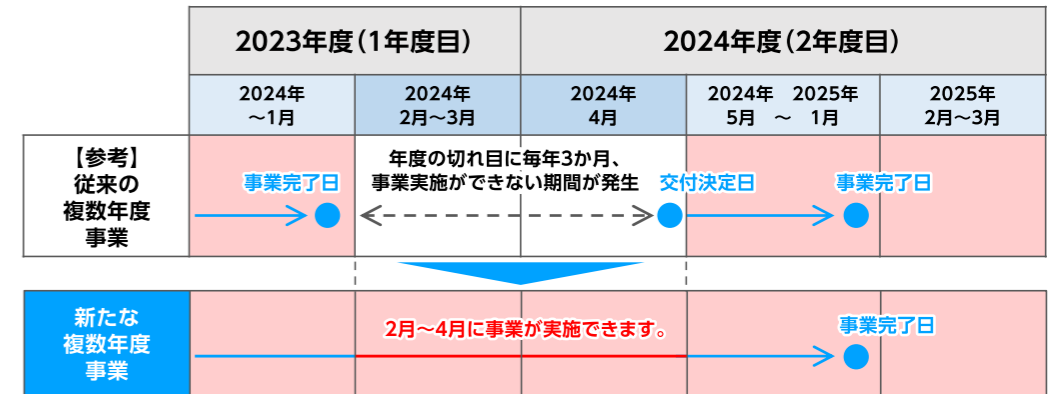 2023年度（1年度目）
2024年度（2年度目）
2024年
～1月
2024年
2月～3月
2024年
4月
2024年　2025年
5月　～　1月
2025年
2月～3月
【参考】
従来の
複数年度
事業
事業完了日
年度の切れ目に毎年3か月、
事業実施ができない期間が発生
交付決定日
事業完了日
新たな
複数年度
事業
2月～4月に事業が実施できます。
事業完了日